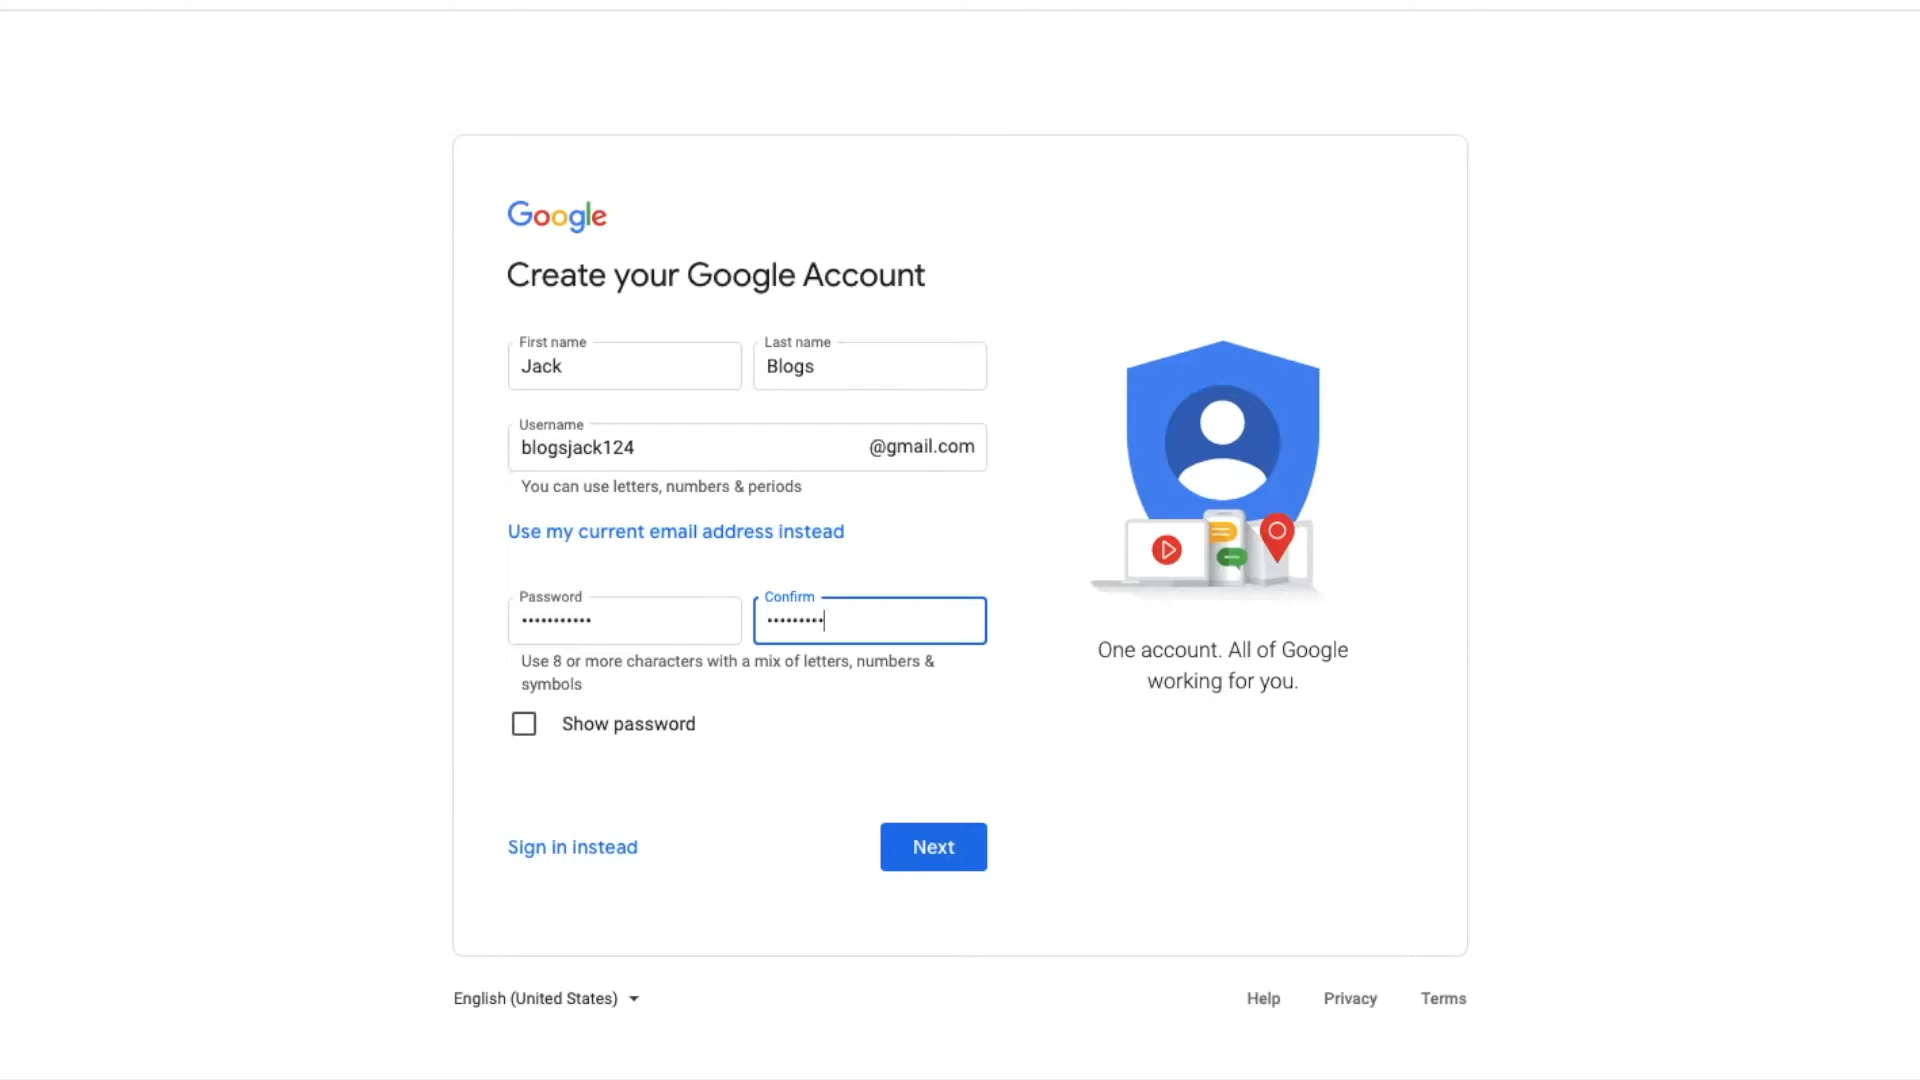 Google
Create your Google Account
First name
Last name
Jack
Blogs
Username
blogsjack124
@gmail.com
You can use letters, numbers & periods
Use my current email address instead
Password
Confirm
•••••••••••
•••••••••
Use 8 or more characters with a mix of letters, numbers &
symbols
Show password
One account. All of Google
working for you.
Sign in instead
Next
English (United States)
Help
Privacy
Terms